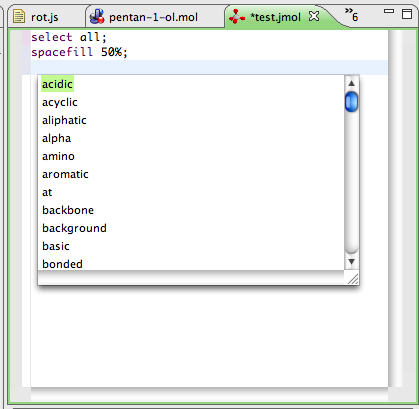 rot.js pentan-1-ol.mol *test.jmol »6
select all;
spacefill 50%;
acidic
acyclic
aliphatic
alpha
amino
aromatic
at
backbone
background
basic
bonded